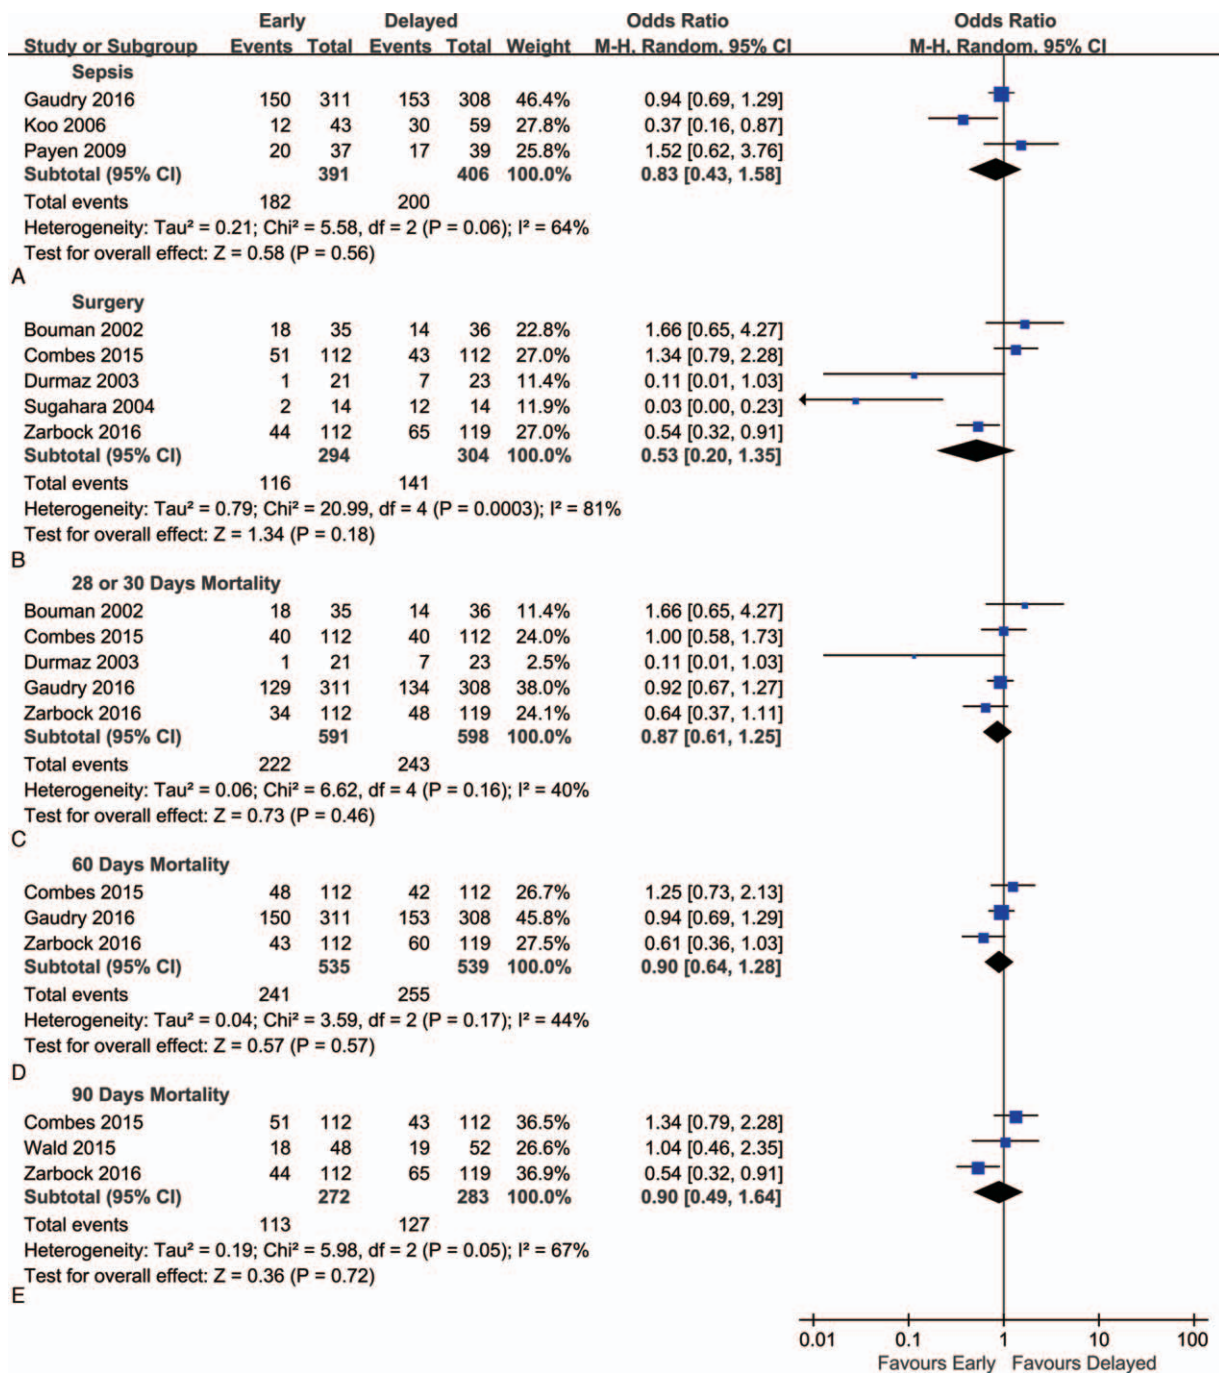 Early Delayed Odds Ratio Odds Ratio
Study or Subgroup Events Total Events Total Weight M-H, Random, 95% CI M-H, Random, 95% CI
Sepsis
Gaudry 2016 150 311 153 308 46.4% 0.94 [0.69, 1.29]
Koo 2006 12 43 30 59 27.8% 0.37 [0.16, 0.87]
Payen 2009 20 37 17 39 25.8% 1.52 [0.62, 3.76]
Subtotal (95% CI) 391 406 100.0% 0.83 [0.43, 1.58]
Total events 182 200
Heterogeneity: Tau² = 0.21; Chi² = 5.58, df = 2 (P = 0.06); I² = 64%
Test for overall effect: Z = 0.58 (P = 0.56)
A
Surgery
Bouman 2002 18 35 14 36 22.8% 1.66 [0.65, 4.27]
Combes 2015 51 112 43 112 27.0% 1.34 [0.79, 2.28]
Durmaz 2003 1 21 7 23 11.4% 0.11 [0.01, 1.03]
Sugahara 2004 2 14 12 14 11.9% 0.03 [0.00, 0.23]
Zarbock 2016 44 112 65 119 27.0% 0.54 [0.32, 0.91]
Subtotal (95% CI) 294 304 100.0% 0.53 [0.20, 1.35]
Total events 116 141
Heterogeneity: Tau² = 0.79; Chi² = 20.99, df = 4 (P = 0.0003); I² = 81%
Test for overall effect: Z = 1.34 (P = 0.18)
B
28 or 30 Days Mortality
Bouman 2002 18 35 14 36 11.4% 1.66 [0.65, 4.27]
Combes 2015 40 112 40 112 24.0% 1.00 [0.58, 1.73]
Durmaz 2003 1 21 7 23 2.5% 0.11 [0.01, 1.03]
Gaudry 2016 129 311 134 308 38.0% 0.92 [0.67, 1.27]
Zarbock 2016 34 112 48 119 24.1% 0.64 [0.37, 1.11]
Subtotal (95% CI) 591 598 100.0% 0.87 [0.61, 1.25]
Total events 222 243
Heterogeneity: Tau² = 0.06; Chi² = 6.62, df = 4 (P = 0.16); I² = 40%
Test for overall effect: Z = 0.73 (P = 0.46)
C
60 Days Mortality
Combes 2015 48 112 42 112 26.7% 1.25 [0.73, 2.13]
Gaudry 2016 150 311 153 308 45.8% 0.94 [0.69, 1.29]
Zarbock 2016 43 112 60 119 27.5% 0.61 [0.36, 1.03]
Subtotal (95% CI) 535 539 100.0% 0.90 [0.64, 1.28]
Total events 241 255
Heterogeneity: Tau² = 0.04; Chi² = 3.59, df = 2 (P = 0.17); I² = 44%
Test for overall effect: Z = 0.57 (P = 0.57)
D
90 Days Mortality
Combes 2015 51 112 43 112 36.5% 1.34 [0.79, 2.28]
Wald 2015 18 48 19 52 26.6% 1.04 [0.46, 2.35]
Zarbock 2016 44 112 65 119 36.9% 0.54 [0.32, 0.91]
Subtotal (95% CI) 272 283 100.0% 0.90 [0.49, 1.64]
Total events 113 127
Heterogeneity: Tau² = 0.19; Chi² = 5.98, df = 2 (P = 0.05); I² = 67%
Test for overall effect: Z = 0.36 (P = 0.72)
E
0.01 0.1 1 10 100
Favours Early Favours Delayed